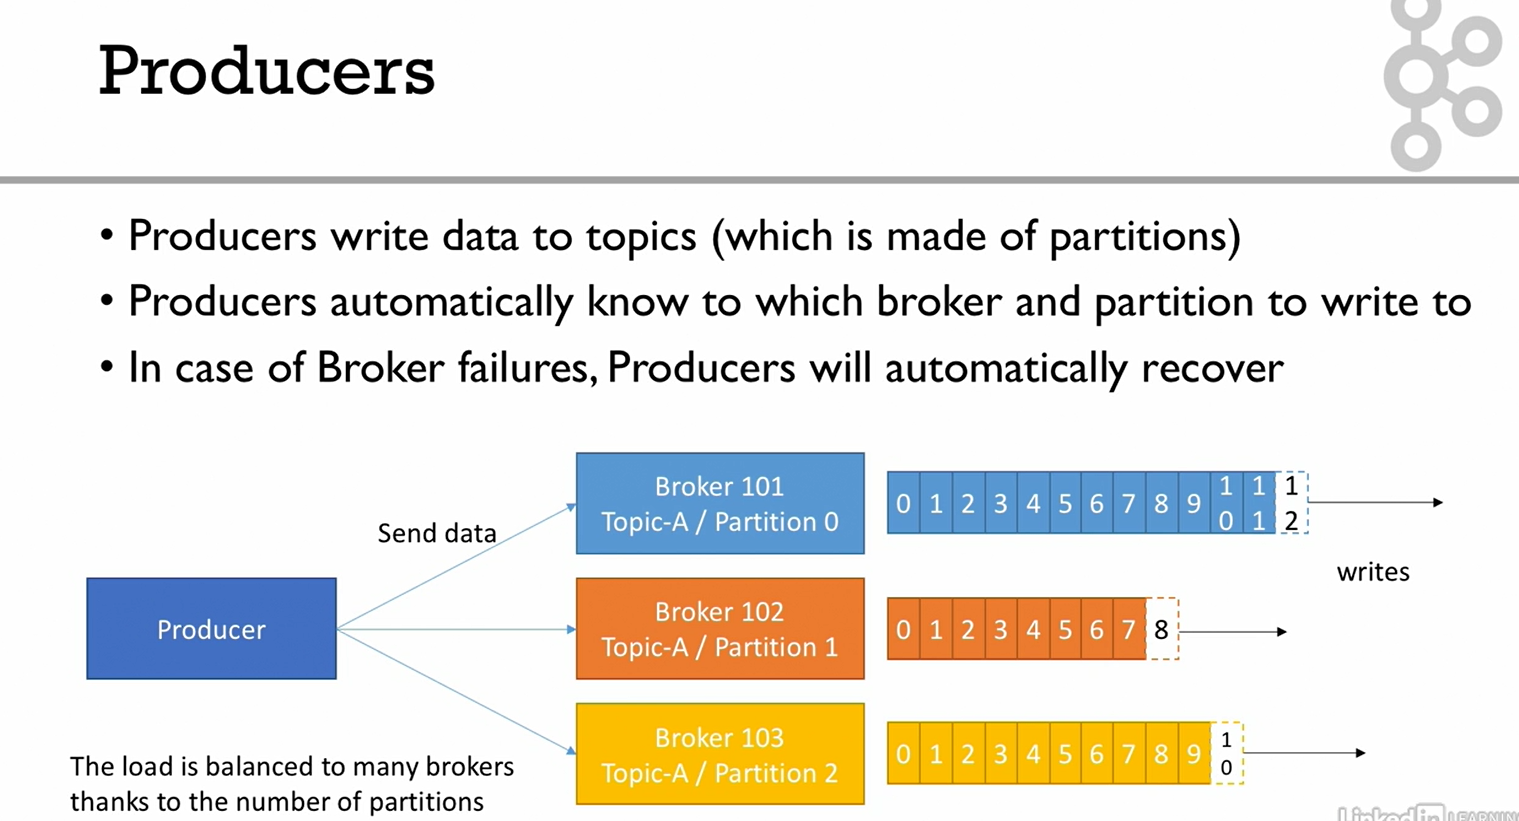 Producers
• Producers write data to topics (which is made of partitions)
• Producers automatically know to which broker and partition to write to
• In case of Broker failures, Producers will automatically recover
Send data
Producer
The load is balanced to many brokers
thanks to the number of partitions
Broker 101
Topic-A / Partition 0
0 1 2 3 4 5 6 7 8 9 10 11 12
writes
Broker 102
Topic-A / Partition 1
0 1 2 3 4 5 6 7 8
Broker 103
Topic-A / Partition 2
0 1 2 3 4 5 6 7 8 9 10
LinkedIn LEARNING